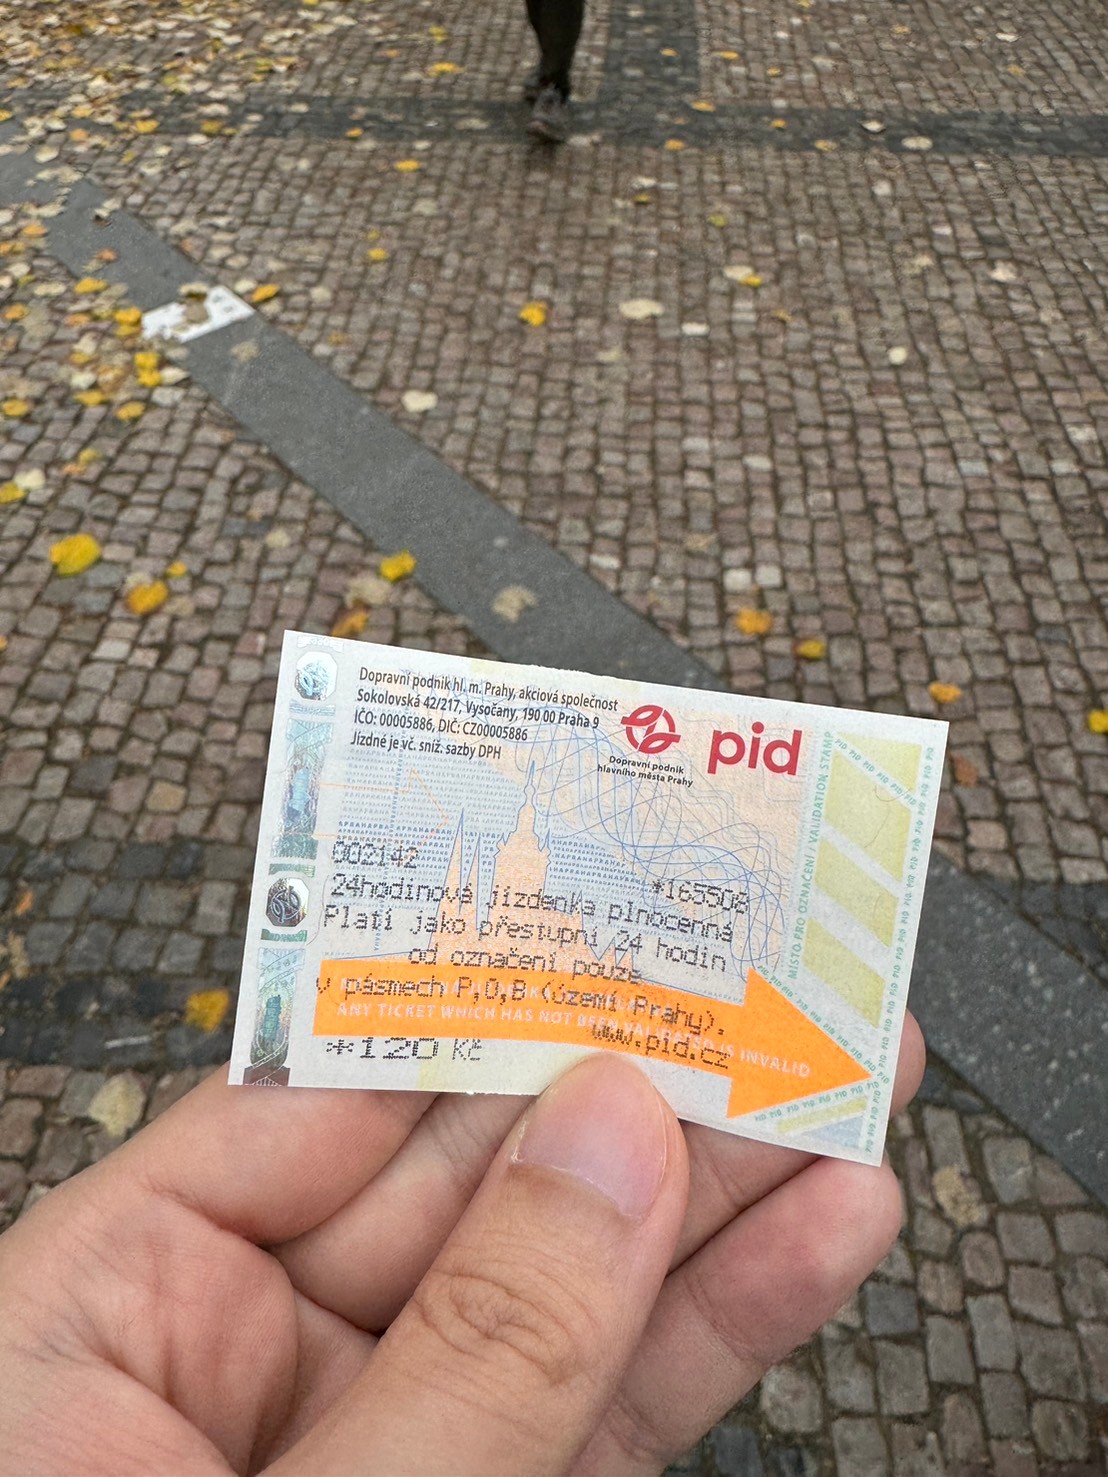 Dopravní podnik hl. m. Prahy, akciová společnost
Sokolovská 42/217, Vysočany, 190 00 Praha 9
IČO: 00005886, DIČ: CZ00005886
Jízdné je vč. sníž. sazby DPH
Dopravní podnik
hlavního města Prahy
pid
002142
*165508
24hodinová jízdenka plnocenná
Platí jako přestupní 24 hodin
od označení pouze
v pásmech P,0,B (území Prahy).
ANY TICKET WHICH HAS NOT BEEN VALIDATED IS INVALID
www.pid.cz
*120 Kč
MÍSTO PRO OZNAČENÍ / VALIDATION STAMP